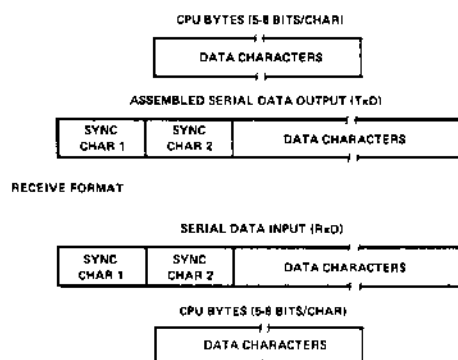 CPU BYTES (5-8 BITS/CHAR)
DATA CHARACTERS
ASSEMBLED SERIAL DATA OUTPUT (TxD)
SYNC CHAR 1
SYNC CHAR 2
DATA CHARACTERS
RECEIVE FORMAT
SERIAL DATA INPUT (RxD)
SYNC CHAR 1
SYNC CHAR 2
DATA CHARACTERS
CPU BYTES (5-8 BITS/CHAR)
DATA CHARACTERS